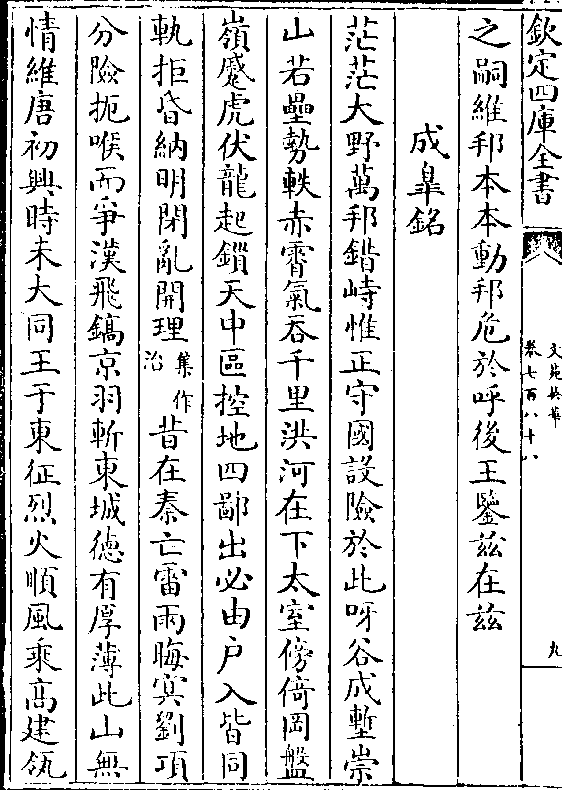 欽定四庫全書
文苑英華
卷七百八十八
九
之嗣維邦本本動邦危於呼後王鑒兹在兹
成臯銘
茫茫大野萬邦錯峙惟正守國設險於此呀谷成塹崇
山若壘勢軼赤霄氣吞千里洪河在下太室傍倚岡盤
嶺蹙虎伏龍起鎖天中區控地四鄙出必由户入皆同
軌拒昏納明閉亂開理集作治昔在秦亡雷雨晦冥劉項
分險扼喉而爭漢飛鎬京羽斬東城德有厚薄此山無
情維唐初興時未大同王于東征烈火順風乘高建瓴